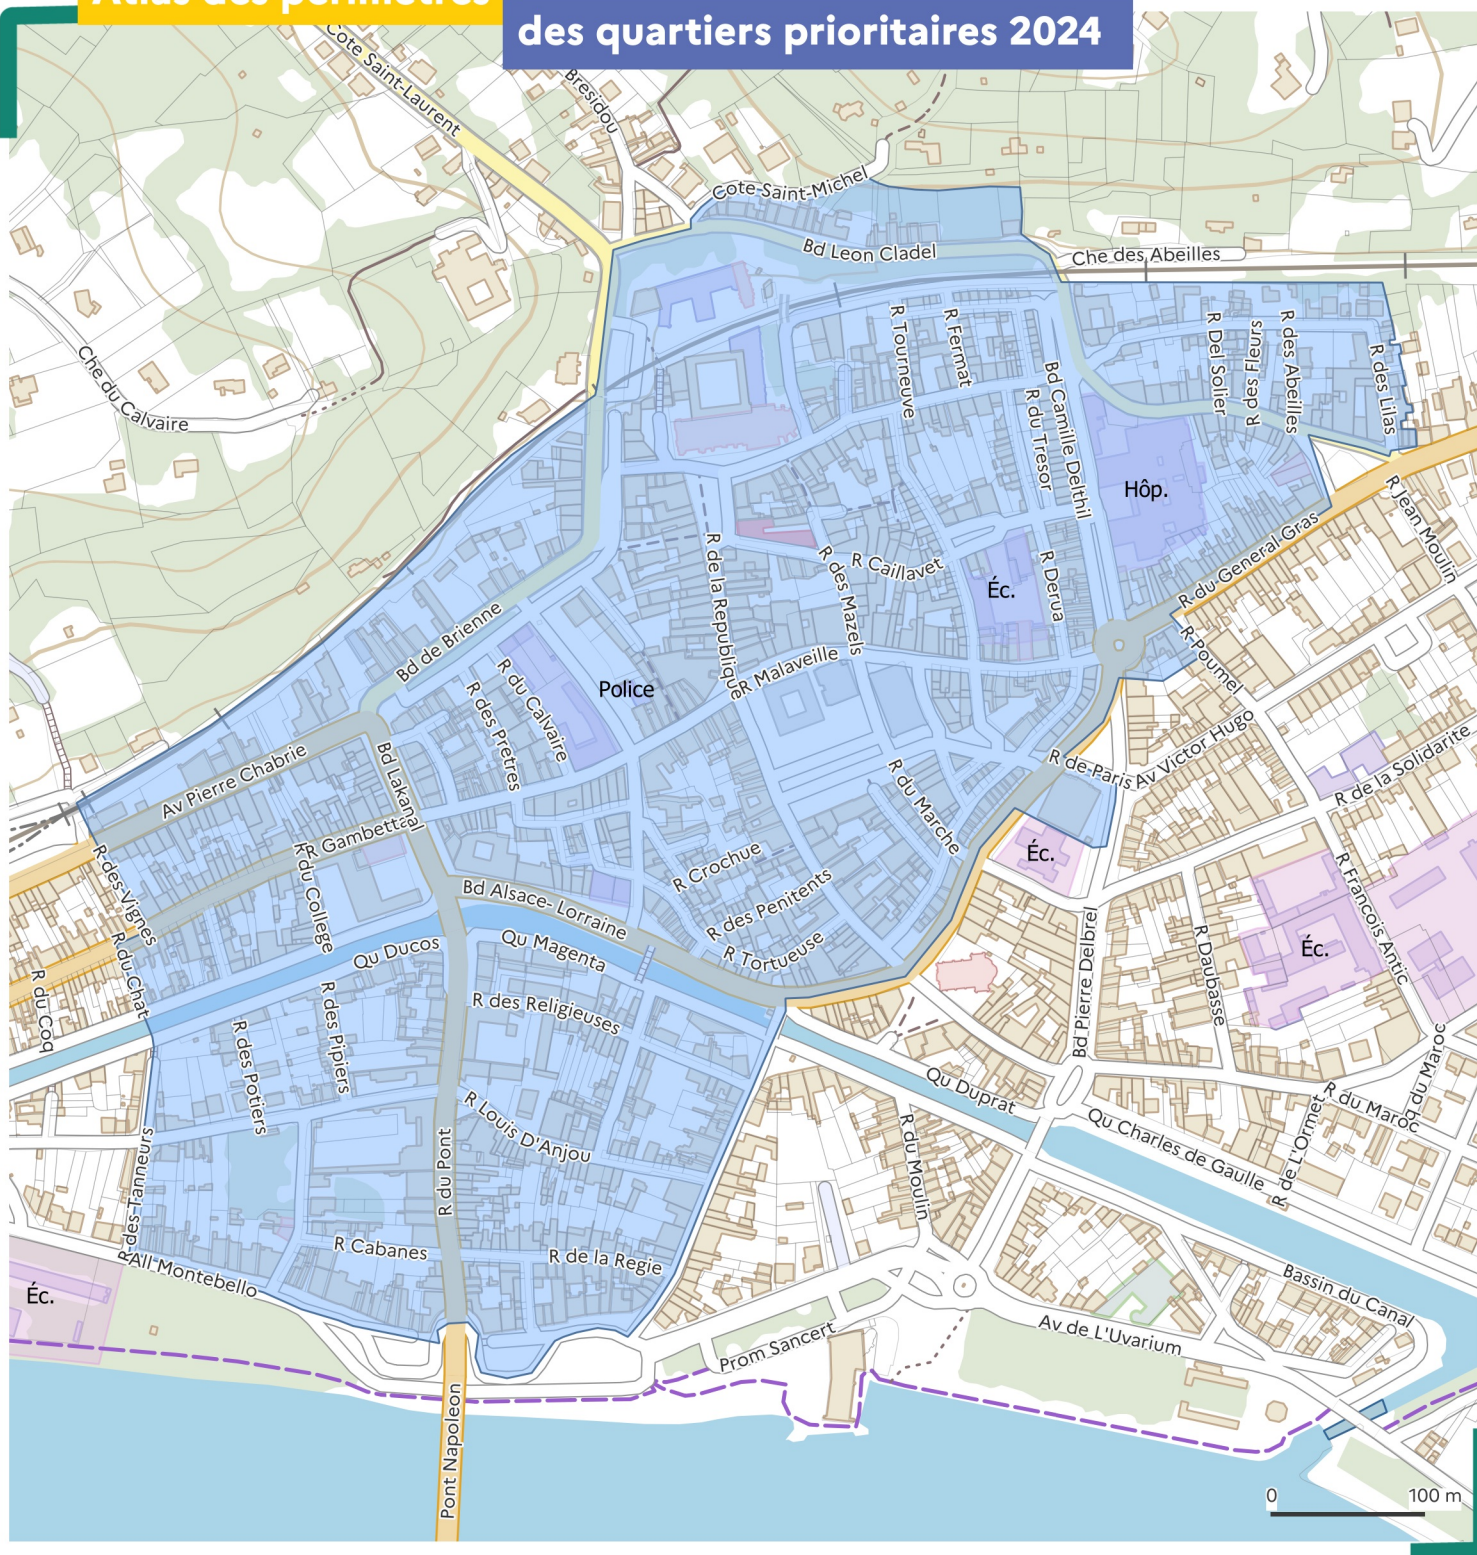 Atlas des périmètres
des quartiers prioritaires 2024
Cote Saint-Laurent
Bresidou
Cote Saint-Michel
Bd Leon Cladel
Che des Abeilles
Che du Calvaire
R Tourneuve
R Fermat
Bd Camille Delthil
R du Tresor
R Del Solier
R des Fleurs
R des Abeilles
R des Lilas
Hôp.
R Jean Moulin
R du General Gras
R de la Republique
R des Mazels
R Caillavet
Éc.
R Derua
Bd de Brienne
R du Calvaire
R des Pretres
Police
R Malaveille
R Poumel
Av Victor Hugo
R de Paris
R de la Solidarite
Av Pierre Chabrie
Bd Lakanal
R Gambetta
R du Marche
Éc.
R des Vignes
R du College
R Crochue
R des Penitents
R Tortueuse
Bd Alsace- Lorraine
Qu Magenta
Qu Ducos
R du Chat
R du Coq
R Francois Antic
R Daubasse
Éc.
Bd Pierre Delbrel
R des Religieuses
R des Pipiers
R des Potiers
R Louis D'Anjou
R du Pont
Qu Duprat
R du Moulin
Qu Charles de Gaulle
R de L'Ormet
R du Maroc
Q du Maroc
R des Tanneurs
R Cabanes
R de la Regie
All Montebello
Éc.
Bassin du Canal
Av de L'Uvarium
Prom Sancert
Pont Napoleon
0 100 m